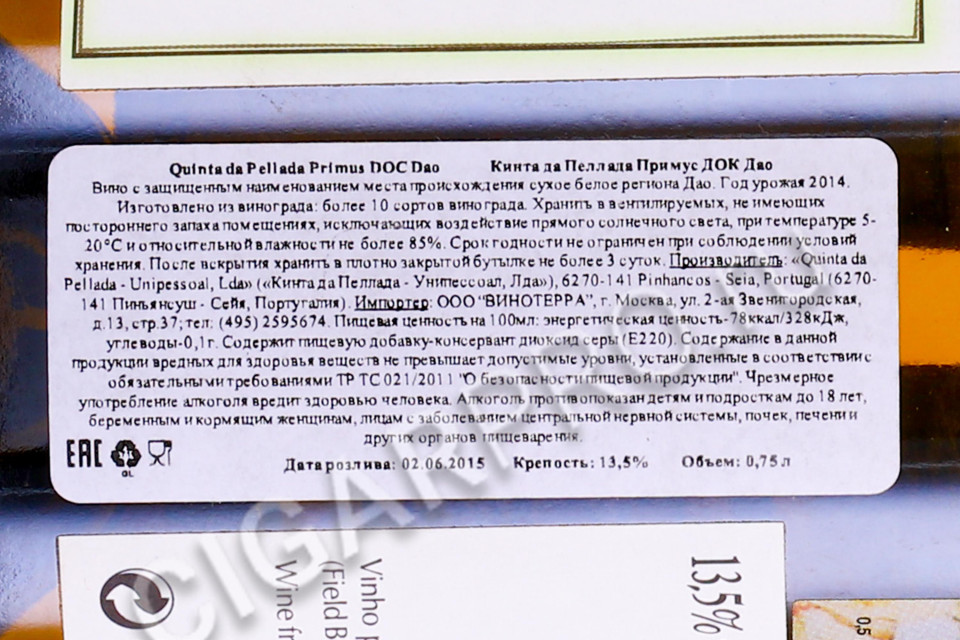 Quinta da Pellada Primus DOC Dao Кинта да Пеллада Примус ДОК Дао
Вино с защищенным наименованием места происхождения сухое белое региона Дао. Год урожая 2014.
Изготовлено из винограда: более 10 сортов винограда. Хранить в вентилируемых, не имеющих
постороннего запаха помещениях, исключающих воздействие прямого солнечного света, при температуре 5-
20°С и относительной влажности не более 85%. Срок годности не ограничен при соблюдении условий
хранения. После вскрытия хранить в плотно закрытой бутылке не более 3 суток. Производитель: «Quinta da
Pellada - Unipessoal, Lda» («Кинта да Пеллада - Унипессоал, Лда»), 6270-141 Pinhancos - Seia, Portugal (6270-
141 Пиньянсуш - Сейя, Португалия). Импортер: ООО "ВИНОТЕРРА", г. Москва, ул. 2-ая Звенигородская,
д.13, стр.37; тел: (495) 2595674. Пищевая ценность на 100мл: энергетическая ценность-78ккал/328кДж,
углеводы-0,1г. Содержит пищевую добавку-консервант диоксид серы (Е220). Содержание в данной
продукции вредных для здоровья веществ не превышает допустимые уровни, установленные в соответствии с
обязательными требованиями ТР ТС 021/2011 "О безопасности пищевой продукции". Чрезмерное
употребление алкоголя вредит здоровью человека. Алкоголь противопоказан детям и подросткам до 18 лет,
беременным и кормящим женщинам, лицам с заболеванием центральной нервной системы, почек, печени и
других органов пищеварения.
EAC GL Дата розлива: 02.06.2015 Крепость: 13,5% Объем: 0,75 л
CIGARPRO.RU
13,5%
Vinho
(Field B
Wine fr
0,5